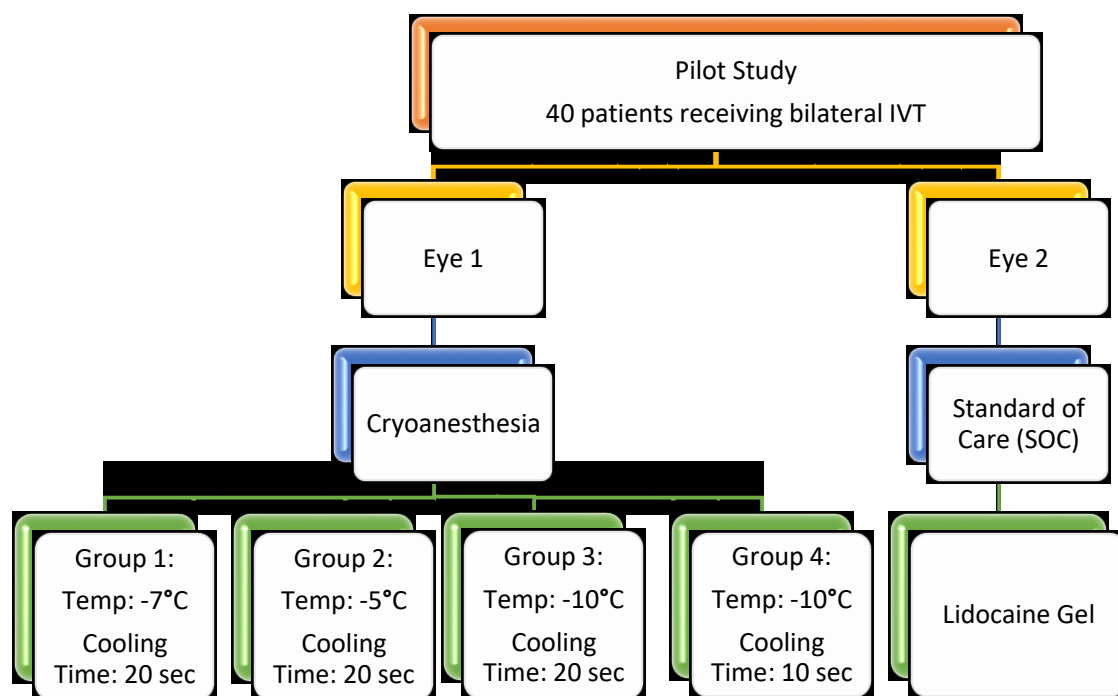 Pilot Study
40 patients receiving bilateral IVT
Eye 1
Eye 2
Cryoanesthesia
Standard of
Care (SOC)
Group 1:
Temp: -7°C
Cooling
Time: 20 sec
Group 2:
Temp: -5°C
Cooling
Time: 20 sec
Group 3:
Temp: -10°C
Cooling
Time: 20 sec
Group 4:
Temp: -10°C
Cooling
Time: 10 sec
Lidocaine Gel